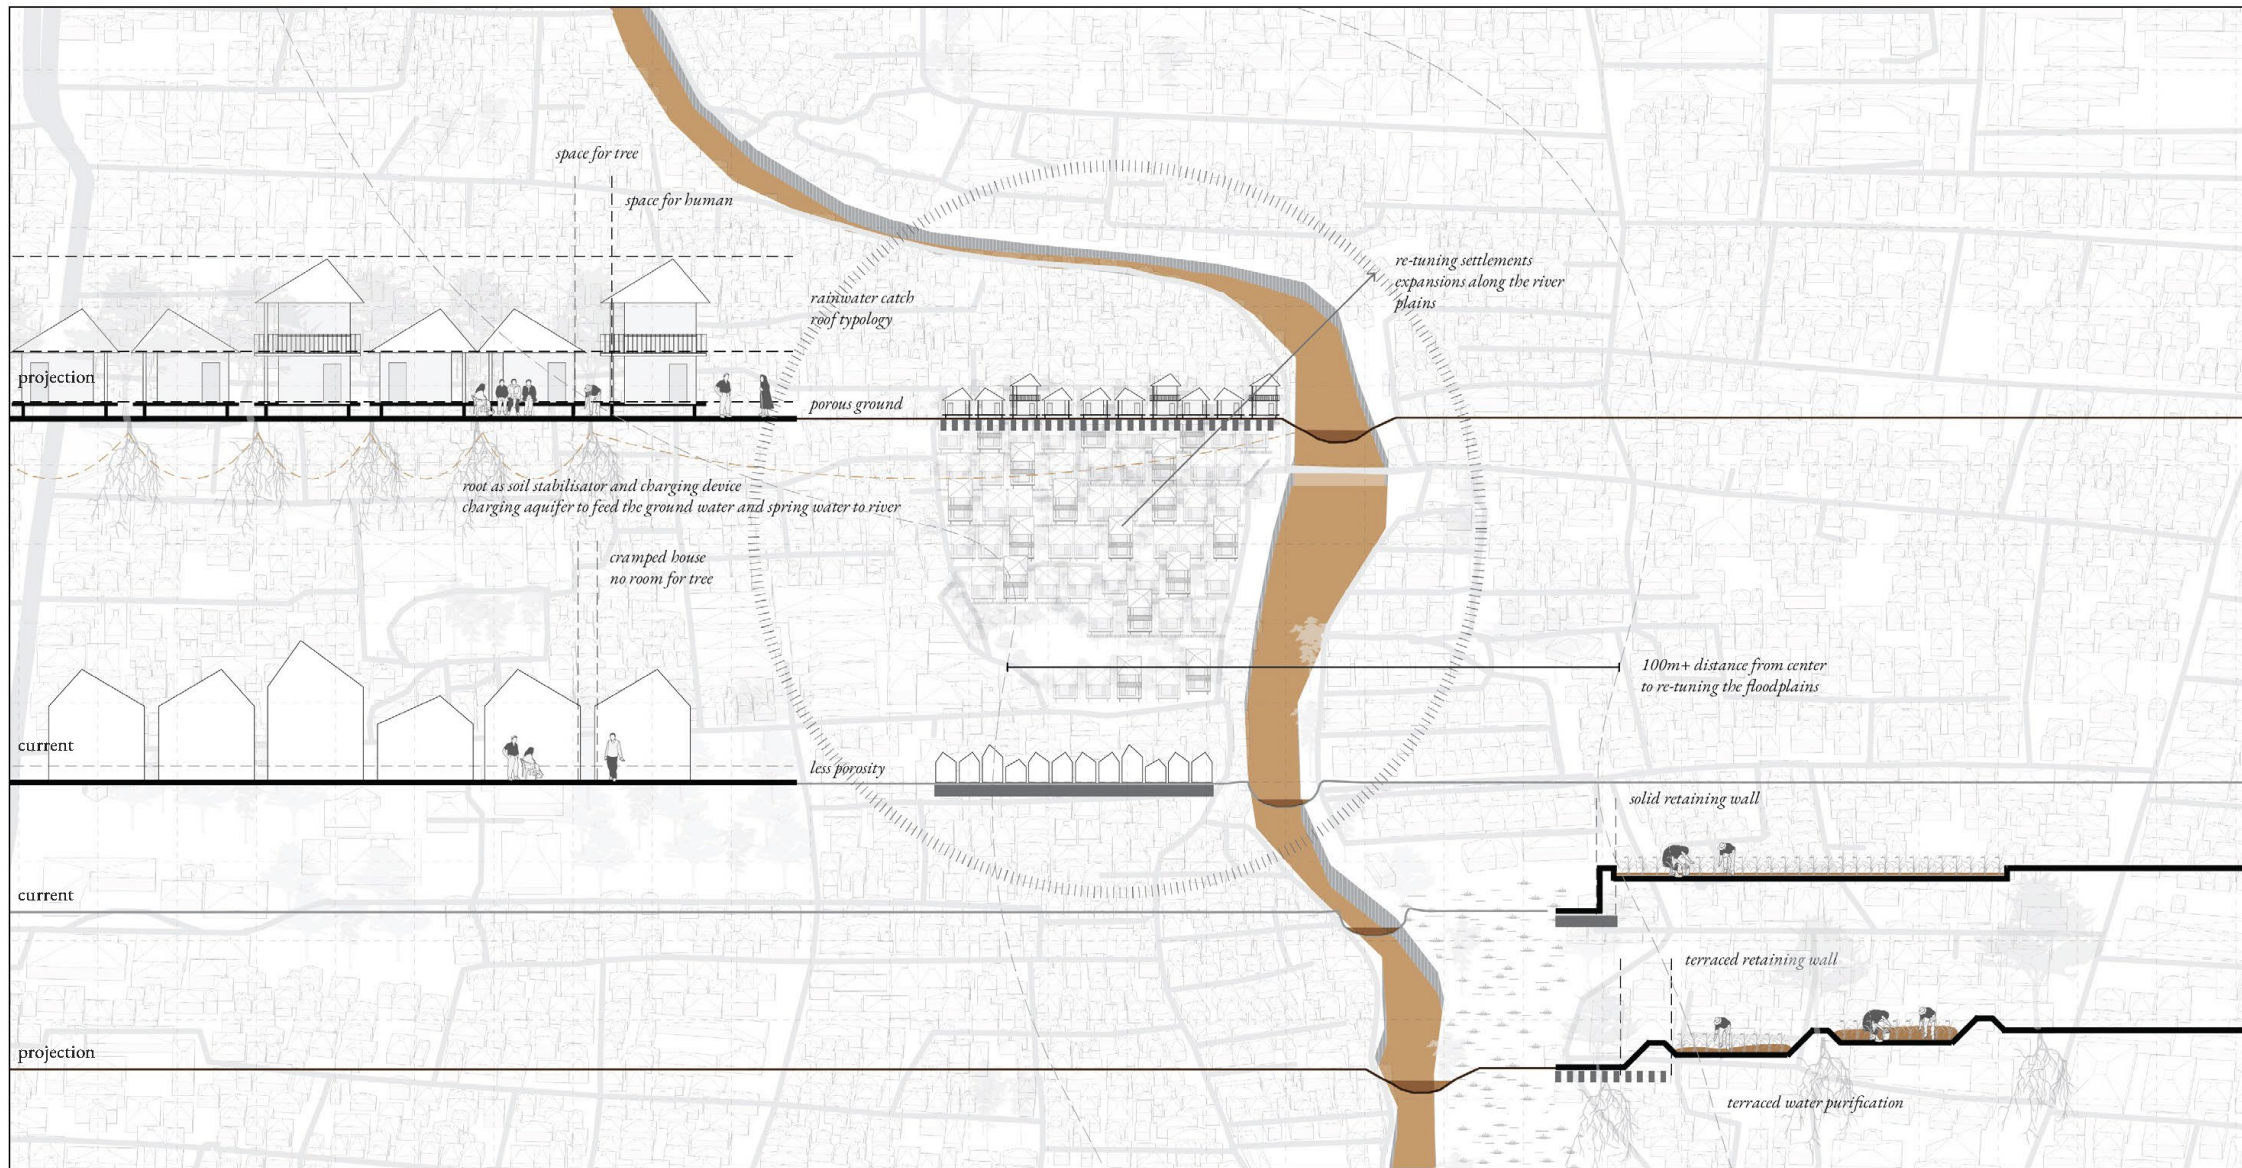 space for tree
space for human
re-tuning settlements
expansions along the river
plains
rainwater catch
roof typology
projection
porous ground
root as soil stabilisator and charging device
charging aquifer to feed the ground water and spring water to river
cramped house
no room for tree
100m+ distance from center
to re-tuning the floodplains
current
less porosity
solid retaining wall
current
terraced retaining wall
projection
terraced water purification